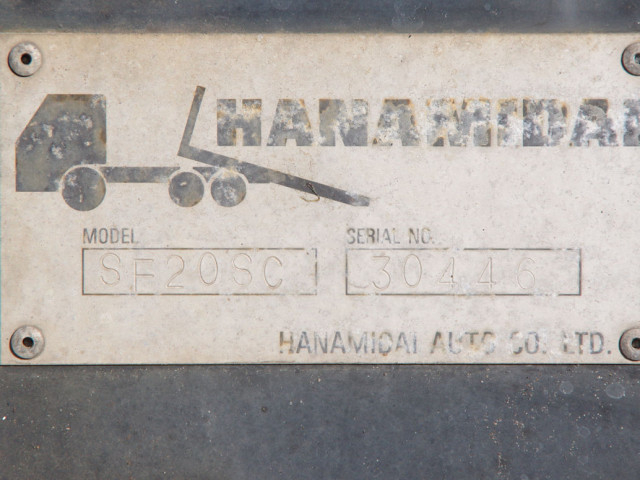 HANAMIDAI
MODEL SERIAL NO.
SF20SC 30446
HANAMIDAI AUTO CO., LTD.